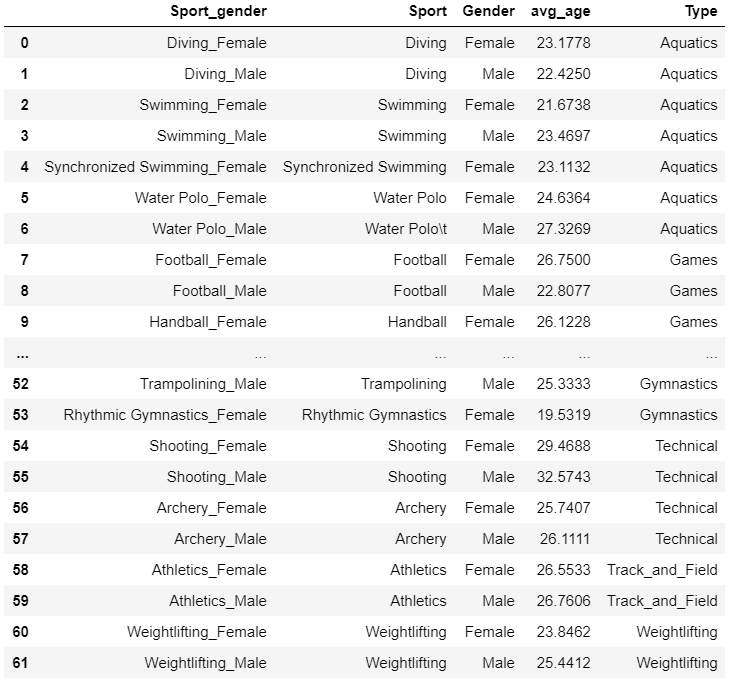 Sport_gender Sport Gender avg_age Type
0 Diving_Female Diving Female 23.1778 Aquatics
1 Diving_Male Diving Male 22.4250 Aquatics
2 Swimming_Female Swimming Female 21.6738 Aquatics
3 Swimming_Male Swimming Male 23.4697 Aquatics
4 Synchronized Swimming_Female Synchronized Swimming Female 23.1132 Aquatics
5 Water Polo_Female Water Polo Female 24.6364 Aquatics
6 Water Polo_Male Water Polo\t Male 27.3269 Aquatics
7 Football_Female Football Female 26.7500 Games
8 Football_Male Football Male 22.8077 Games
9 Handball_Female Handball Female 26.1228 Games
... ... ... ... ... ...
52 Trampolining_Male Trampolining Male 25.3333 Gymnastics
53 Rhythmic Gymnastics_Female Rhythmic Gymnastics Female 19.5319 Gymnastics
54 Shooting_Female Shooting Female 29.4688 Technical
55 Shooting_Male Shooting Male 32.5743 Technical
56 Archery_Female Archery Female 25.7407 Technical
57 Archery_Male Archery Male 26.1111 Technical
58 Athletics_Female Athletics Female 26.5533 Track_and_Field
59 Athletics_Male Athletics Male 26.7606 Track_and_Field
60 Weightlifting_Female Weightlifting Female 23.8462 Weightlifting
61 Weightlifting_Male Weightlifting Male 25.4412 Weightlifting